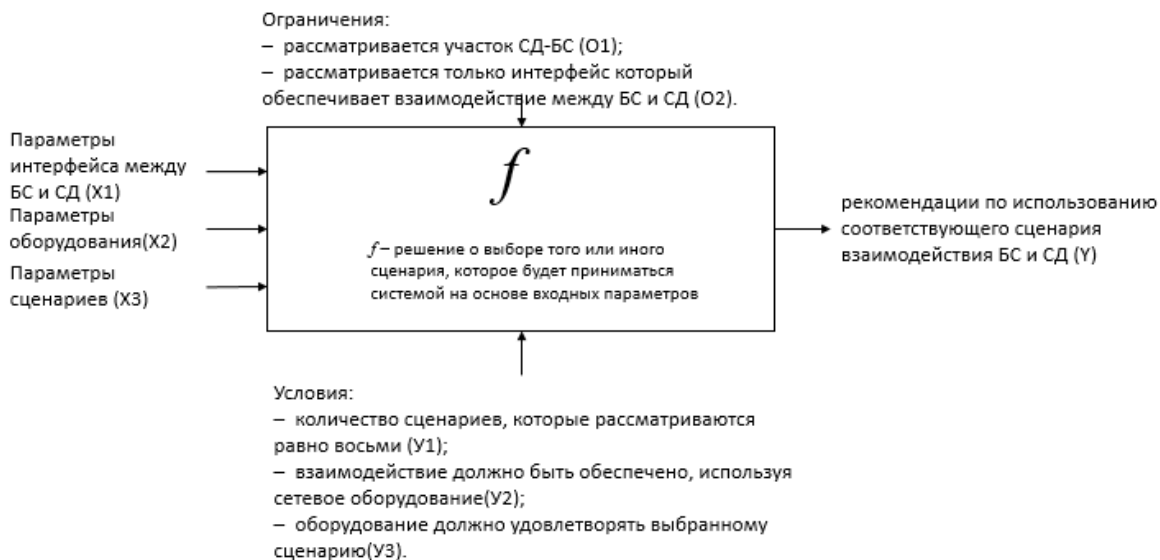 Ограничения:
– рассматривается участок СД-БС (О1);
– рассматривается только интерфейс который
обеспечивает взаимодействие между БС и СД (О2).
Параметры
интерфейса между
БС и СД (X1)
Параметры
оборудования(X2)
Параметры
сценариев (X3)
f
f – решение о выборе того или иного
сценария, которое будет приниматься
системой на основе входных параметров
рекомендации по использованию
соответствующего сценария
взаимодействия БС и СД (Y)
Условия:
– количество сценариев, которые рассматриваются
равно восьми (У1);
– взаимодействие должно быть обеспечено, используя
сетевое оборудование(У2);
– оборудование должно удовлетворять выбранному
сценарию(У3).